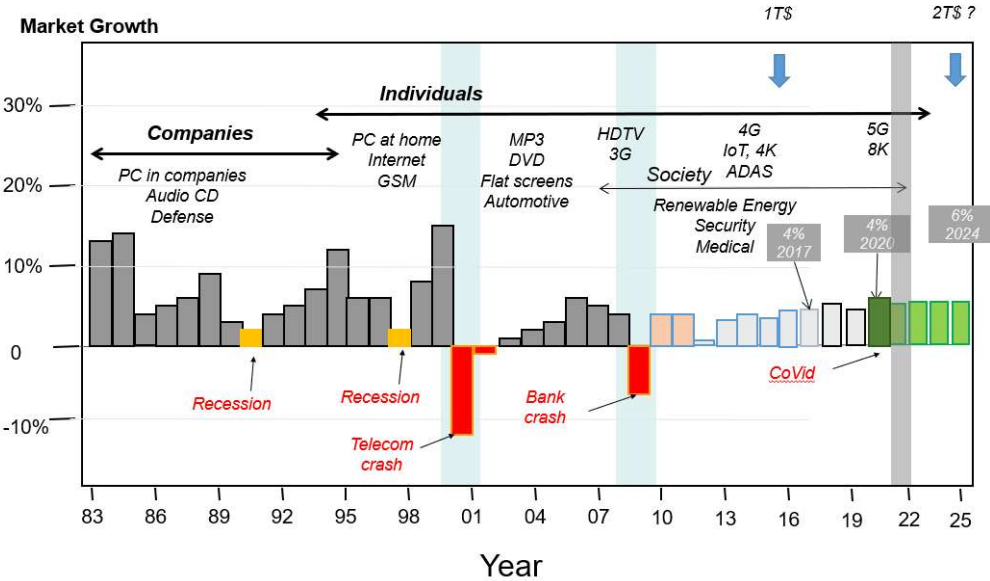 1T$
2T$ ?
Market Growth
30%
20%
10%
0
-10%
Individuals
Companies
PC in companies
Audio CD
Defense
PC at home
Internet
GSM
MP3
DVD
Flat screens
Automotive
HDTV
3G
4G
IoT, 4K
ADAS
5G
8K
Society
Renewable Energy
Security
Medical
4%
2017
4%
2020
6%
2024
Recession
Recession
Telecom
crash
Bank
crash
CoVid
83 86 89 92 95 98 01 04 07 10 13 16 19 22 25
Year